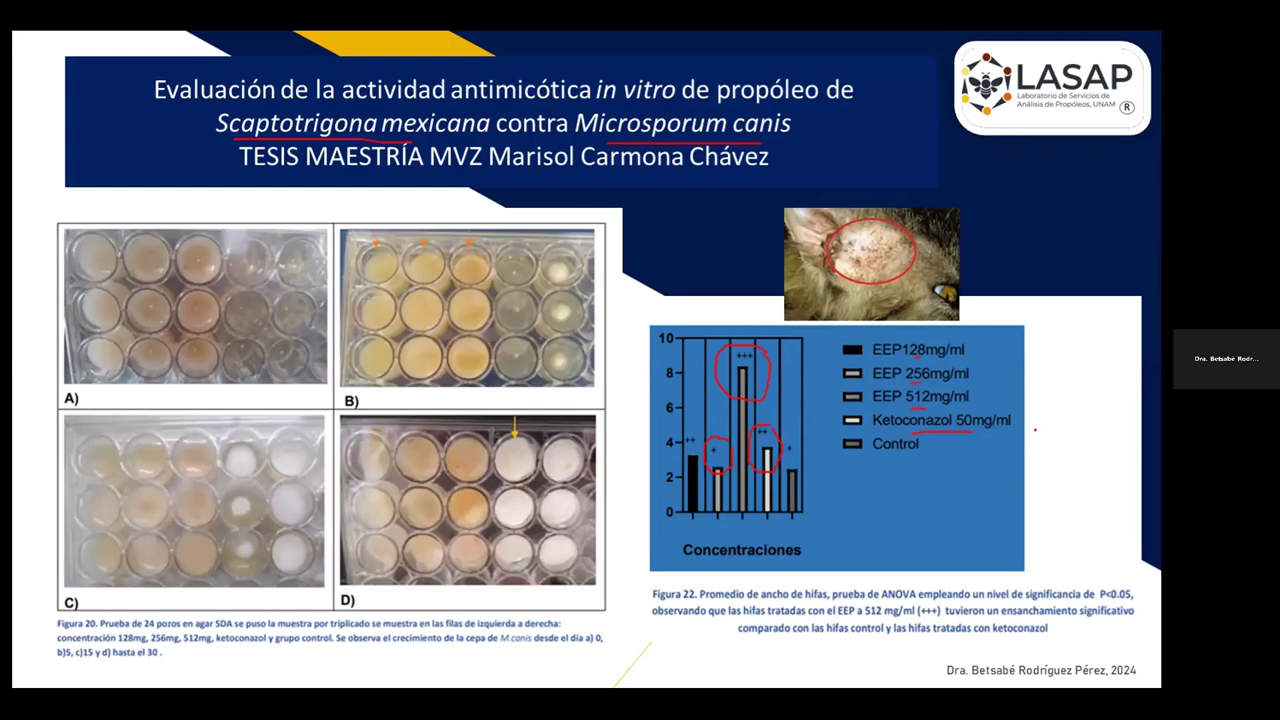 Evaluación de la actividad antimicótica in vitro de propóleo de
Scaptotrigona mexicana contra Microsporum canis
TESIS MAESTRÍA MVZ Marisol Carmona Chávez
LASAP
Laboratorio de Servicios de
Análisis de Propóleos, UNAM
®
A)
B)
C)
D)
Figura 20. Prueba de 24 pozos en agar SDA se puso la muestra por triplicado se muestra en las filas de izquierda a derecha:
concentración 128mg, 256mg, 512mg, ketoconazol y grupo control. Se observa el crecimiento de la cepa de M.canis desde el día a) 0,
b)5, c)15 y d) hasta el 30 .
10
8
6
4
2
0
++
+
+++
++
+
EEP128mg/ml
EEP 256mg/ml
EEP 512mg/ml
Ketoconazol 50mg/ml
Control
Concentraciones
Figura 22. Promedio de ancho de hifas, prueba de ANOVA empleando un nivel de significancia de P<0.05,
observando que las hifas tratadas con el EEP a 512 mg/ml (+++) tuvieron un ensanchamiento significativo
comparado con las hifas control y las hifas tratadas con ketoconazol
Dra. Betsabé Rodríguez Pérez, 2024
Dra. Betsabé Rodr...